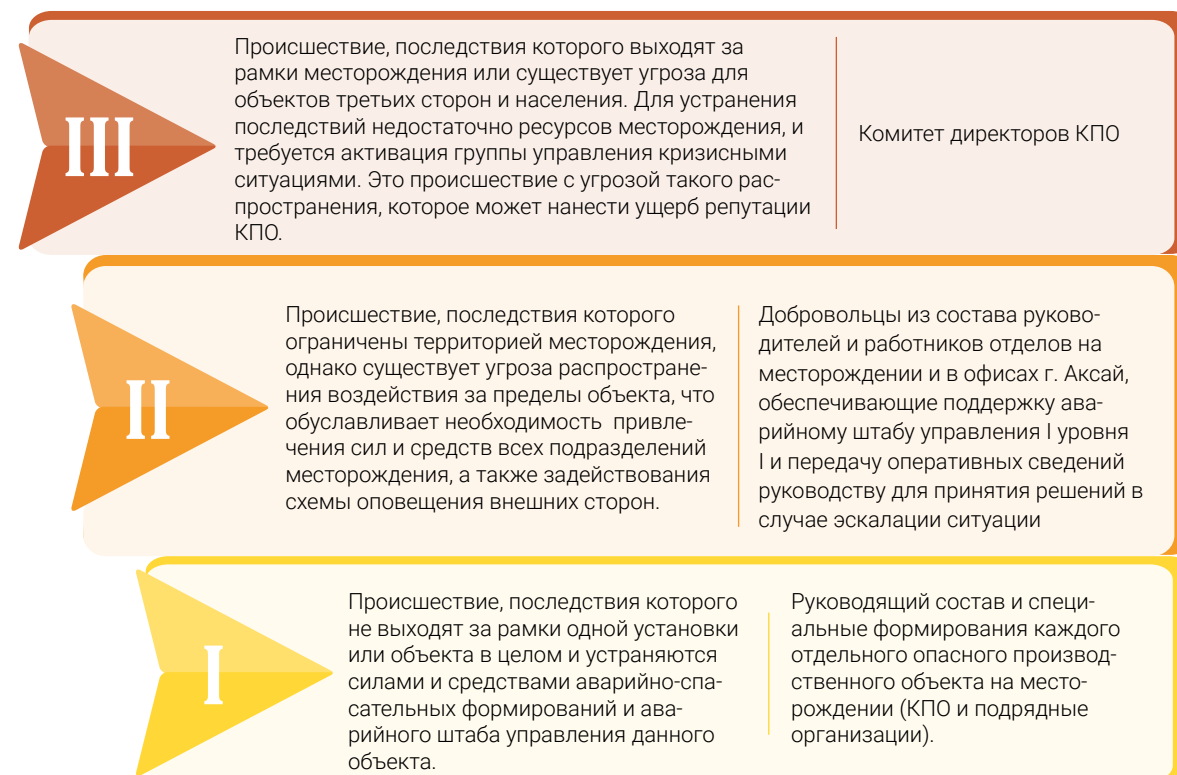 III
Происшествие, последствия которого выходят за
рамки месторождения или существует угроза для
объектов третьих сторон и населения. Для устранения
последствий недостаточно ресурсов месторождения, и
требуется активация группы управления кризисными
ситуациями. Это происшествие с угрозой такого рас-
пространения, которое может нанести ущерб репутации
КПО.
Комитет директоров КПО
II
Происшествие, последствия которого
ограничены территорией месторождения,
однако существует угроза распростране-
ния воздействия за пределы объекта, что
обуславливает необходимость привле-
чения сил и средств всех подразделений
месторождения, а также задействования
схемы оповещения внешних сторон.
Добровольцы из состава руково-
дителей и работников отделов на
месторождении и в офисах г. Аксай,
обеспечивающие поддержку ава-
рийному штабу управления I уровня
I и передачу оперативных сведений
руководству для принятия решений в
случае эскалации ситуации
I
Происшествие, последствия которого
не выходят за рамки одной установки
или объекта в целом и устраняются
силами и средствами аварийно-спа-
сательных формирований и ава-
рийного штаба управления данного
объекта.
Руководящий состав и специ-
альные формирования каждого
отдельного опасного производ-
ственного объекта на место-
рождении (КПО и подрядные
организации).